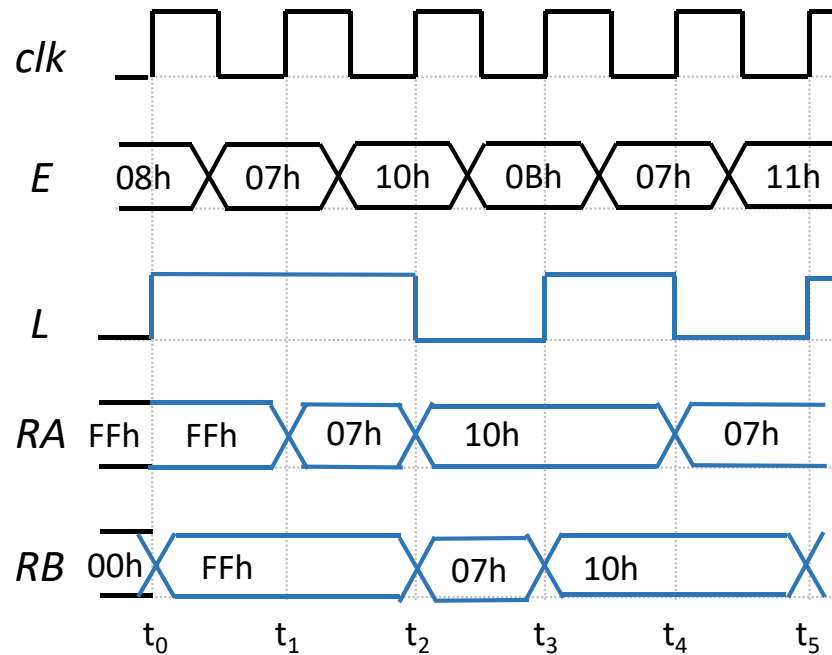 clk
E 08h 07h 10h 0Bh 07h 11h
L
RA FFh FFh 07h 10h 07h
RB 00h FFh 07h 10h
t₀ t₁ t₂ t₃ t₄ t₅